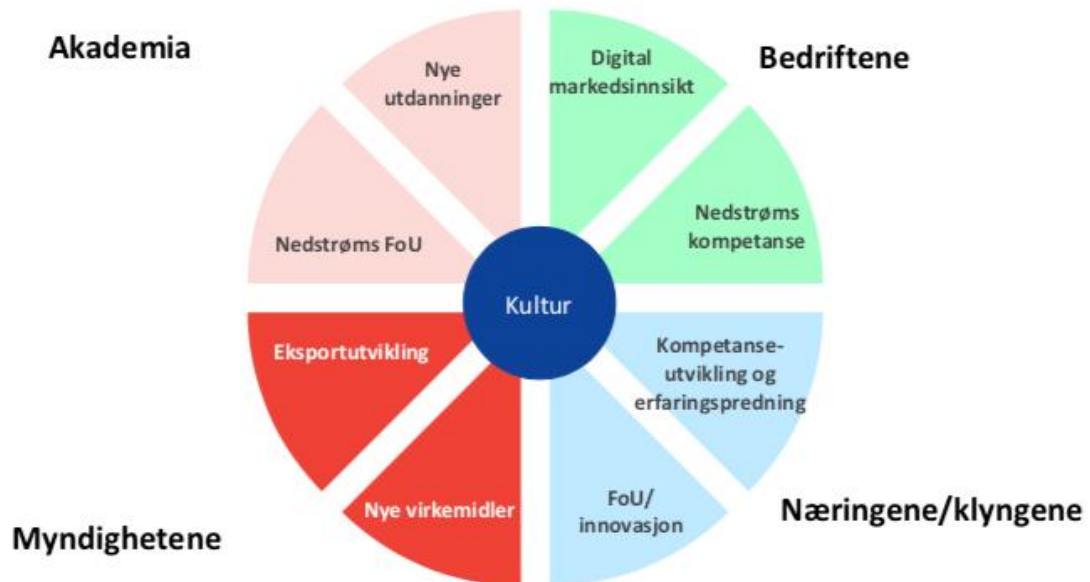 Akademia
Bedriftene
Nye
utdanninger
Digital
markedsinnsikt
Nedstrøms FoU
Nedstrøms
kompetanse
Kultur
Eksportutvikling
Kompetanse-
utvikling og
erfaringspredning
Nye virkemidler
FoU/
innovasjon
Myndighetene
Næringene/klyngene